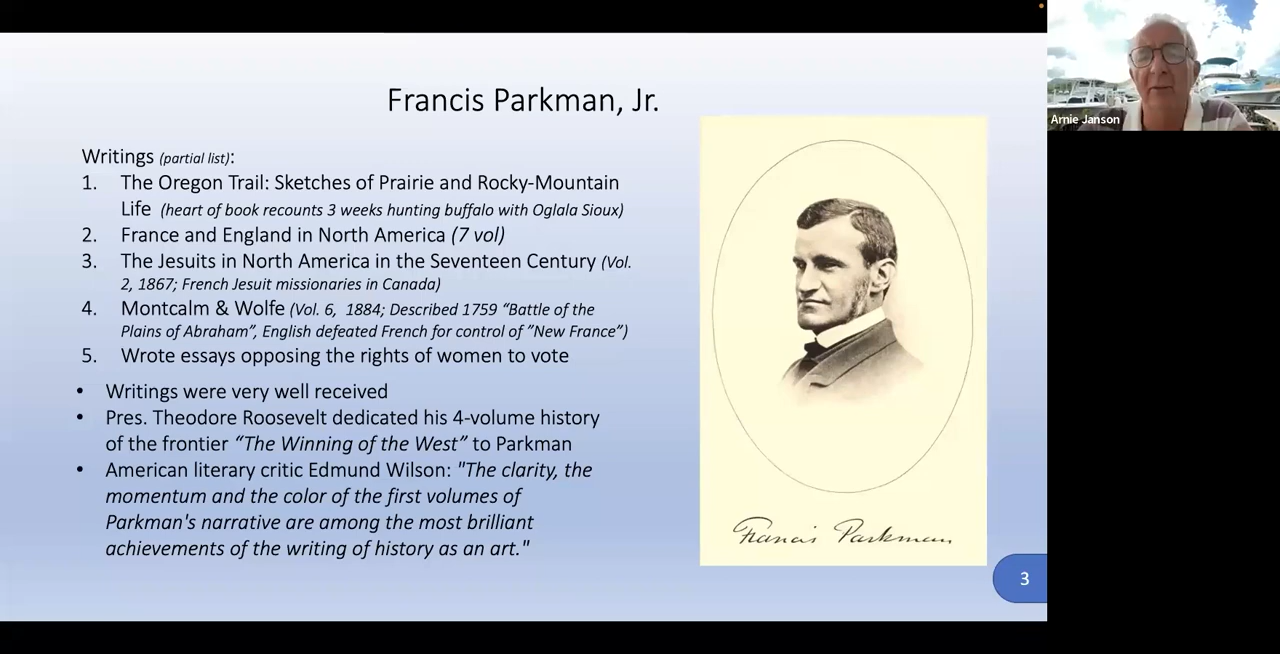 Francis Parkman, Jr.
Writings (partial list):
1. The Oregon Trail: Sketches of Prairie and Rocky-Mountain
Life (heart of book recounts 3 weeks hunting buffalo with Oglala Sioux)
2. France and England in North America (7 vol)
3. The Jesuits in North America in the Seventeen Century (Vol.
2, 1867; French Jesuit missionaries in Canada)
4. Montcalm & Wolfe (Vol. 6, 1884; Described 1759 “Battle of the
Plains of Abraham”, English defeated French for control of ”New France”)
5. Wrote essays opposing the rights of women to vote
• Writings were very well received
• Pres. Theodore Roosevelt dedicated his 4-volume history
of the frontier “The Winning of the West” to Parkman
• American literary critic Edmund Wilson: "The clarity, the
momentum and the color of the first volumes of
Parkman's narrative are among the most brilliant
achievements of the writing of history as an art."
Francis Parkman.
3
Arnie Janson